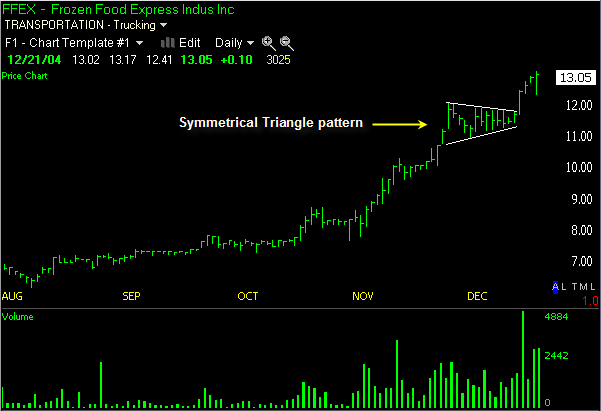 FFEX - Frozen Food Express Indus Inc
TRANSPORTATION - Trucking
F1 - Chart Template #1 Edit Daily
12/21/04 13.02 13.17 12.41 13.05 +0.10 3025
Price Chart
13.05
12.00
Symmetrical Triangle pattern
11.00
10.00
9.00
8.00
7.00
A L T M L
AUG SEP OCT NOV DEC
1.0
Volume
4884
2442
0